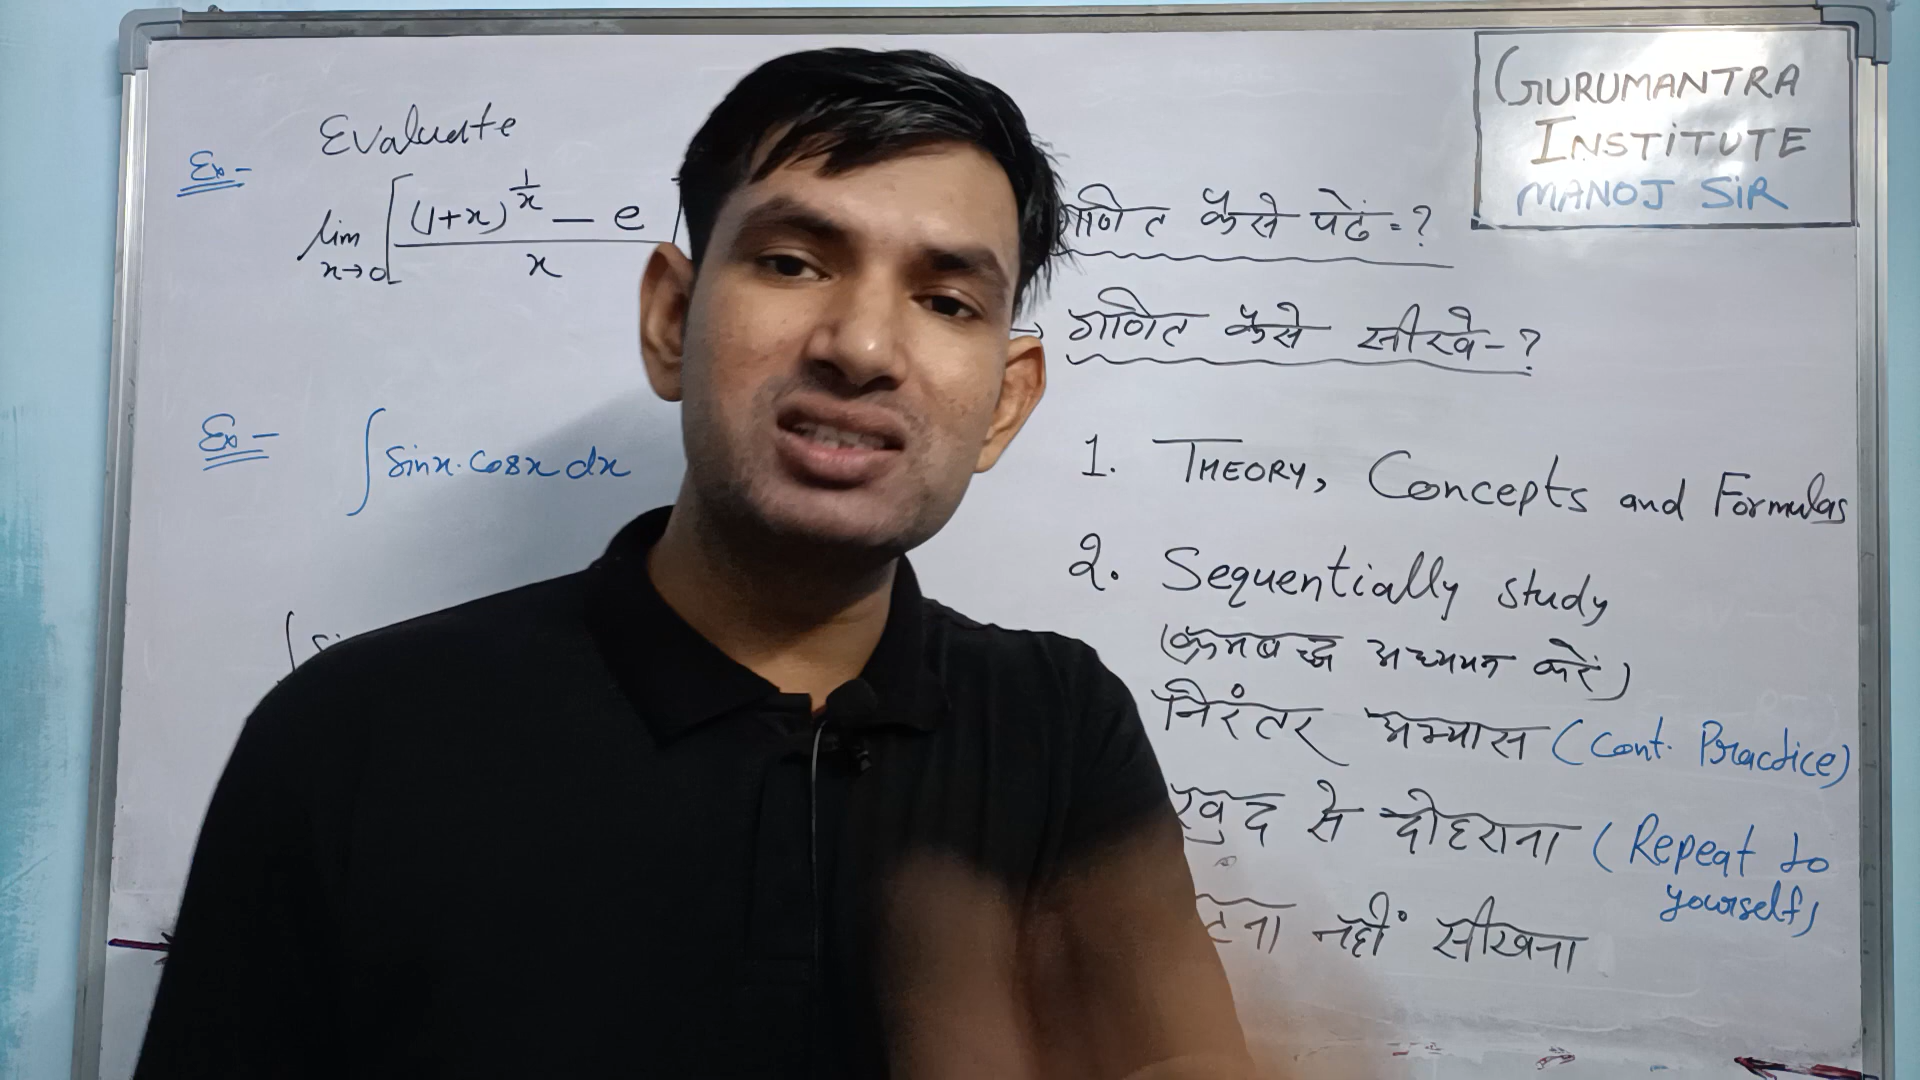 GURUMANTRA
INSTITUTE
MANOJ SIR
Ex-
Evaluate
lim x→0 [ (1+x)^(1/x) - e
x
Ex-
∫ sinx.cosx dx
गणित कैसे पढें-?
→ गणित कैसे सीखे-?
1. THEORY, Concepts and Formulas
2. Sequentially study
(क्रमबद्ध अध्ययन करें)
निरंतर अभ्यास (Cont. Practice)
खुद से दोहराना (Repeat to
yourself)
नहीं सीखना